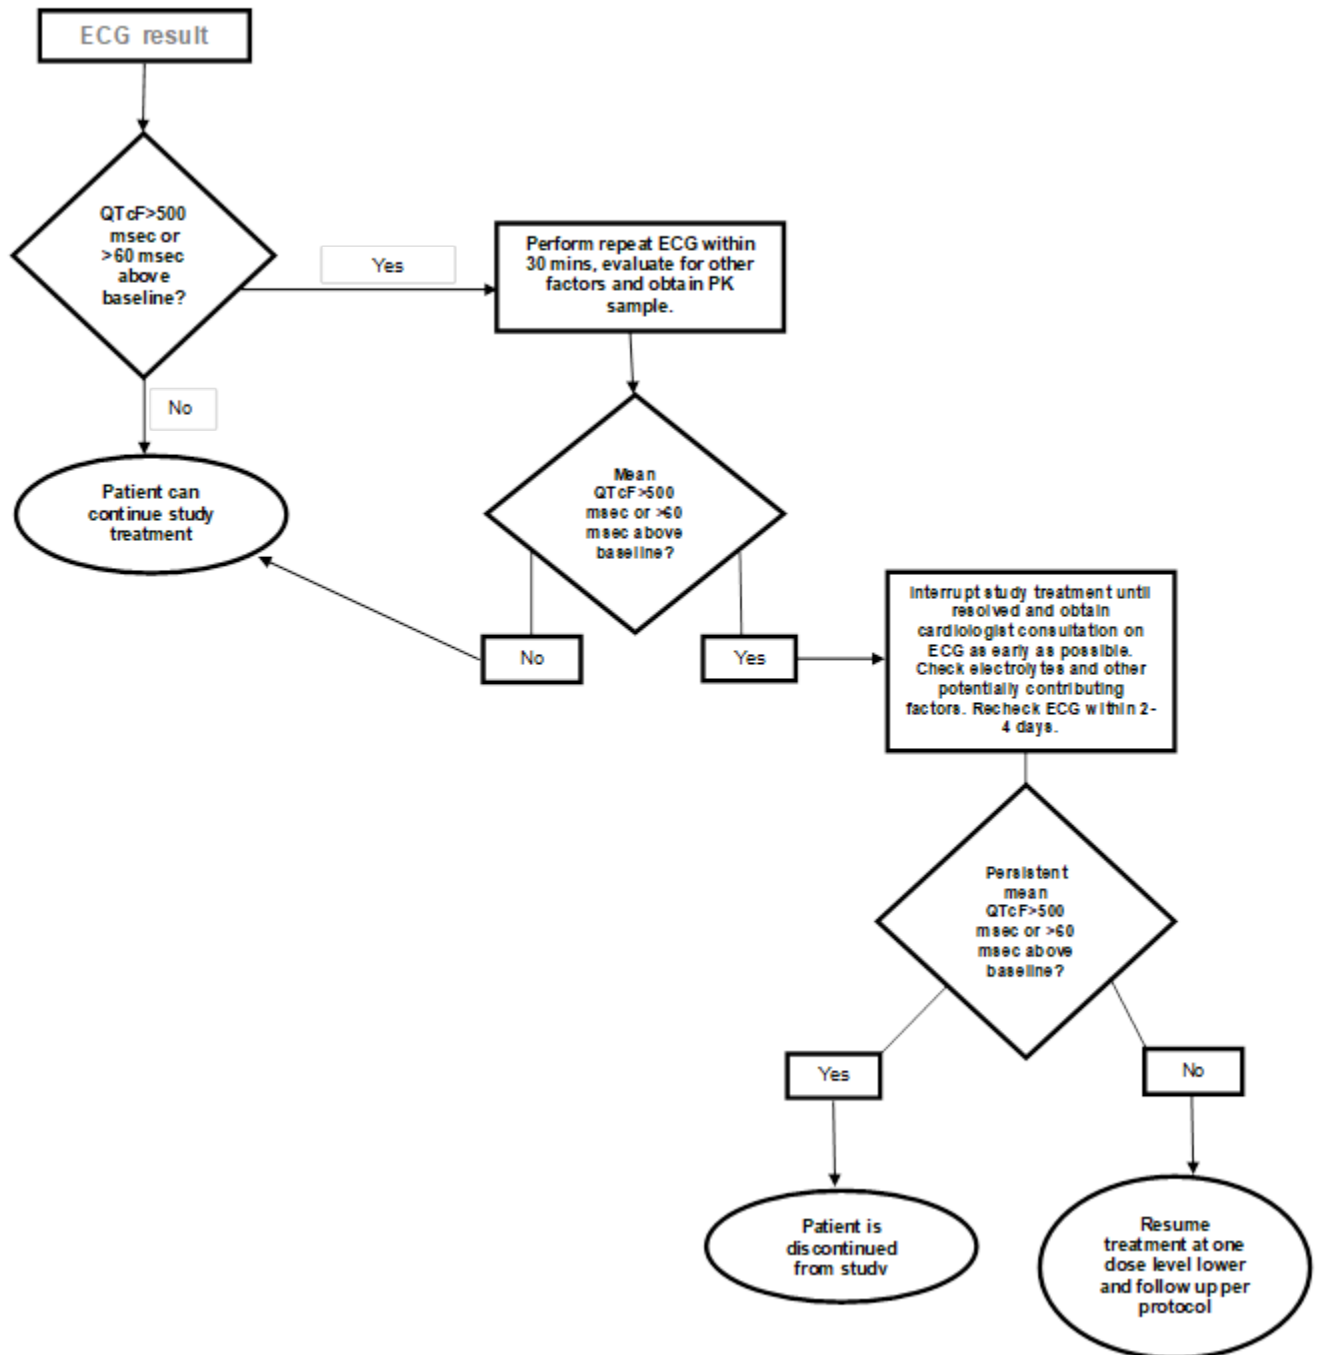 ECG result
QTcF>500
msec or
>60 msec
above
baseline?
Yes
Perform repeat ECG within
30 mins, evaluate for other
factors and obtain PK
sample.
No
Patient can
continue study
treatment
Mean
QTcF>500
msec or >60
msec above
baseline?
No
Yes
Interrupt study treatment until
resolved and obtain
cardiologist consultation on
ECG as early as possible.
Check electrolytes and other
potentially contributing
factors. Recheck ECG within 2-
4 days.
Persistent
mean
QTcF>500
msec or >60
msec above
baseline?
Yes
No
Patient is
discontinued
from study
Resume
treatment at one
dose level lower
and follow up per
protocol